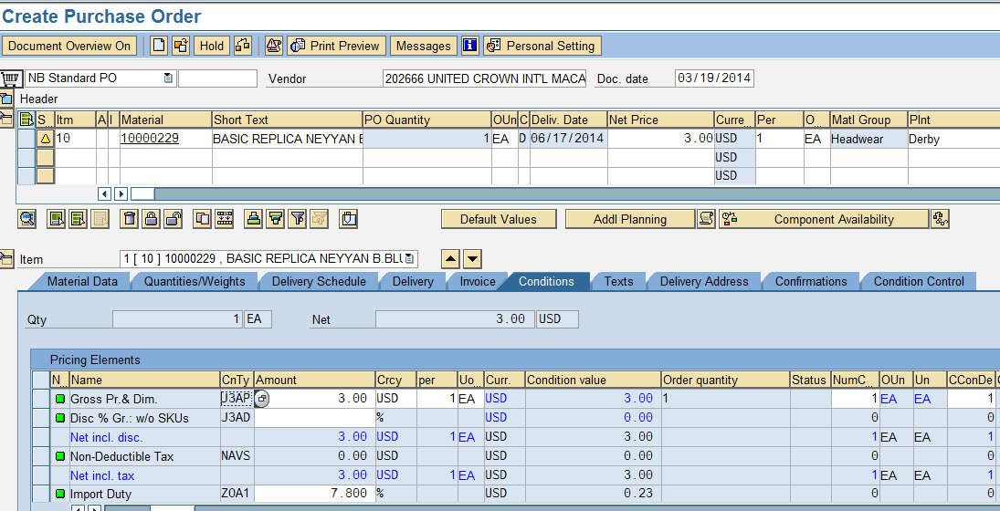 Create Purchase Order
Document Overview On Hold Print Preview Messages Personal Setting
NB Standard PO Vendor 202666 UNITED CROWN INT'L MACA Doc. date 03/19/2014
Header
S... Itm A I Material Short Text PO Quantity OUn C Deliv. Date Net Price Curre... Per O... Matl Group Plnt
10 10000229 BASIC REPLICA NEYYAN B 1 EA D 06/17/2014 3.00 USD 1 EA Headwear Derby
USD
USD
Default Values Addl Planning Component Availability
Item 1 [ 10 ] 10000229 , BASIC REPLICA NEYYAN B.BLU
Material Data Quantities/Weights Delivery Schedule Delivery Invoice Conditions Texts Delivery Address Confirmations Condition Control
Qty 1 EA Net 3.00 USD
Pricing Elements
N... Name CnTy Amount Crcy per Uo... Curr. Condition value Order quantity Status NumC... OUn Un CConDe
Gross Pr.& Dim. J3AP 3.00 USD 1 EA USD 3.00 1 1 EA EA 1
Disc % Gr.: w/o SKUs J3AD % USD 0.00 0 0
Net incl. disc. 3.00 USD 1 EA USD 3.00 1 EA EA 1
Non-Deductible Tax NAVS 0.00 USD USD 0.00 0 0
Net incl. tax 3.00 USD 1 EA USD 3.00 1 EA EA 1
Import Duty Z0A1 7.800 % USD 0.23 0 0